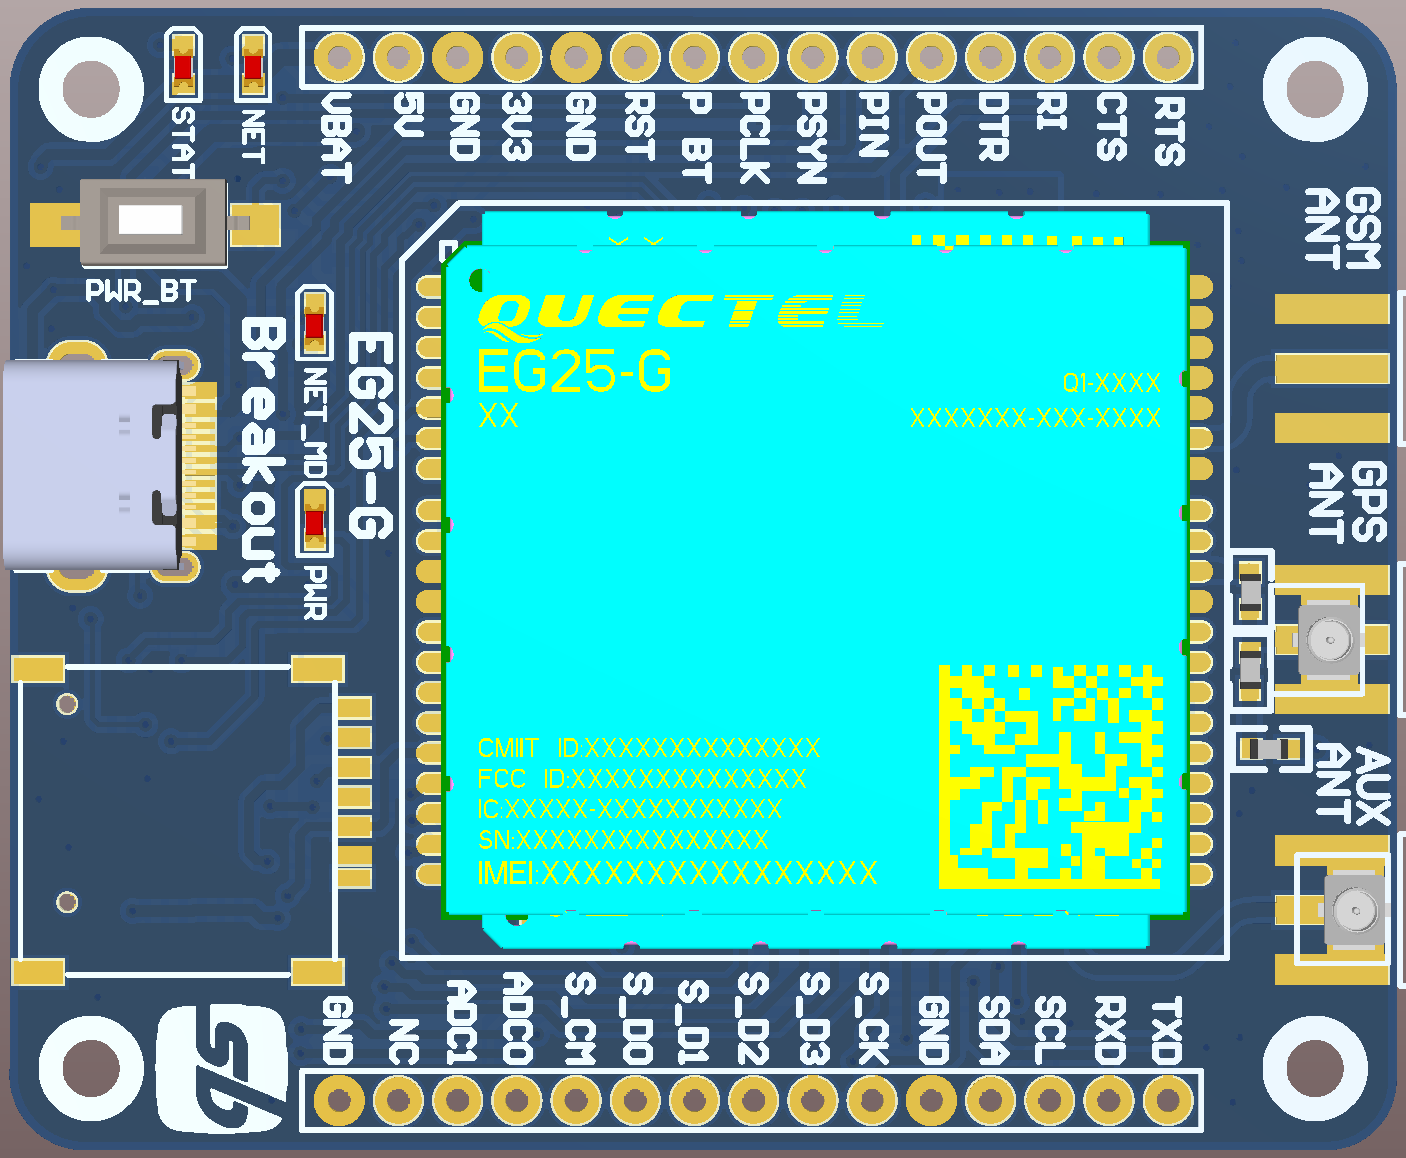 STAT
NET
VBAT
5V
GND
3V3
GND
RST
P_BT
PCLK
PSYN
PIN
POUT
DTR
RI
CTS
RTS
PWR_BT
GSM
ANT
QUECTEL
EG25-G
XX
Q1-XXXX
XXXXXXX-XXX-XXXX
EG25-G
Breakout
NET_MD
PWR
GPS
ANT
AUX
ANT
CMIIT ID:XXXXXXXXXXXXXX
FCC ID:XXXXXXXXXXXXXX
IC:XXXXX-XXXXXXXXXXX
SN:XXXXXXXXXXXXXXX
IMEI:XXXXXXXXXXXXXXXX
GND
NC
ADC1
ADC0
S_CM
S_D0
S_D1
S_D2
S_D3
S_CK
GND
SDA
SCL
RXD
TXD
sb